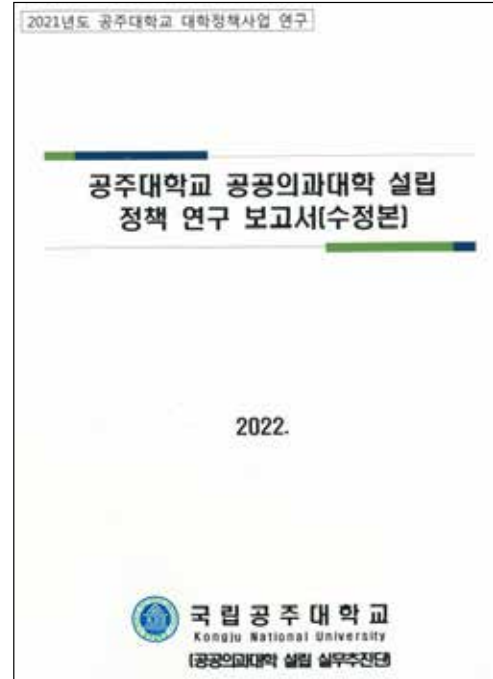 2021년도 공주대학교 대학정책사업 연구
공주대학교 공공의과대학 설립
정책 연구 보고서(수정본)
2022.
국립공주대학교
Kongju National University
(공공의과대학 설립 실무추진단)